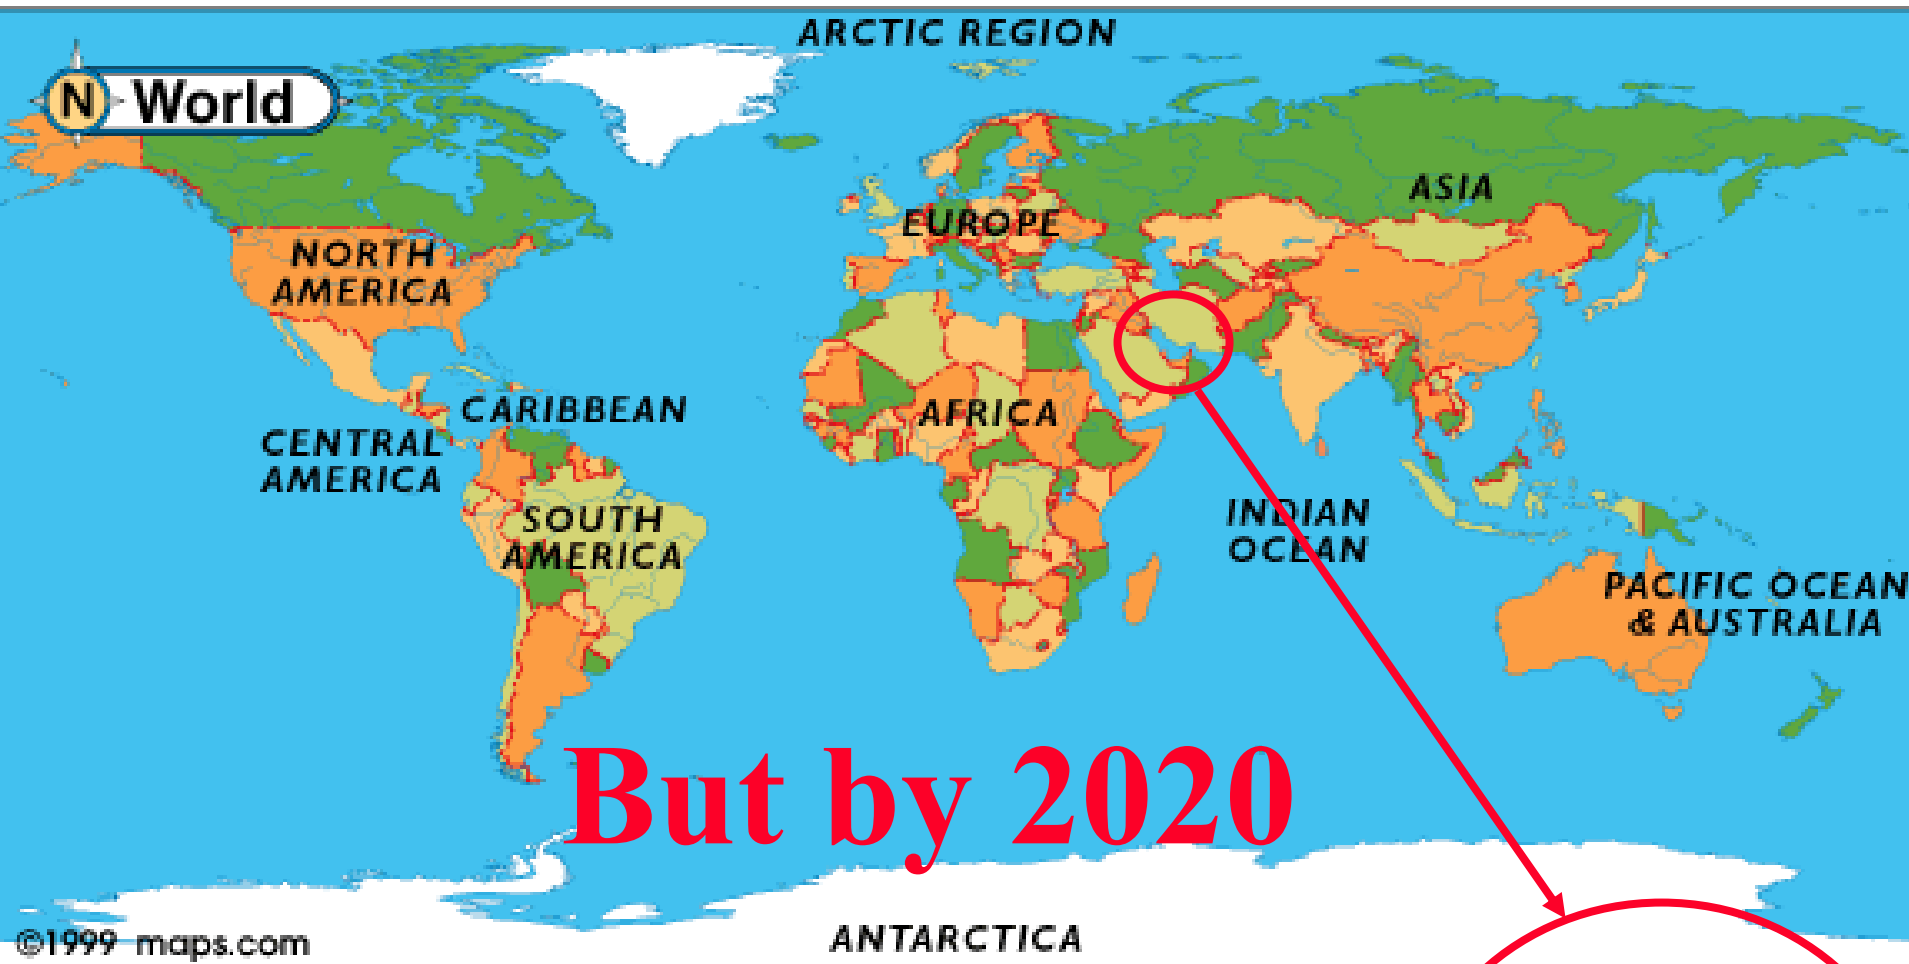 ARCTIC REGION
N World
ASIA
EUROPE
NORTH
AMERICA
CARIBBEAN
AFRICA
CENTRAL
AMERICA
SOUTH
AMERICA
INDIAN
OCEAN
PACIFIC OCEAN
& AUSTRALIA
But by 2020
ANTARCTICA
©1999 maps.com